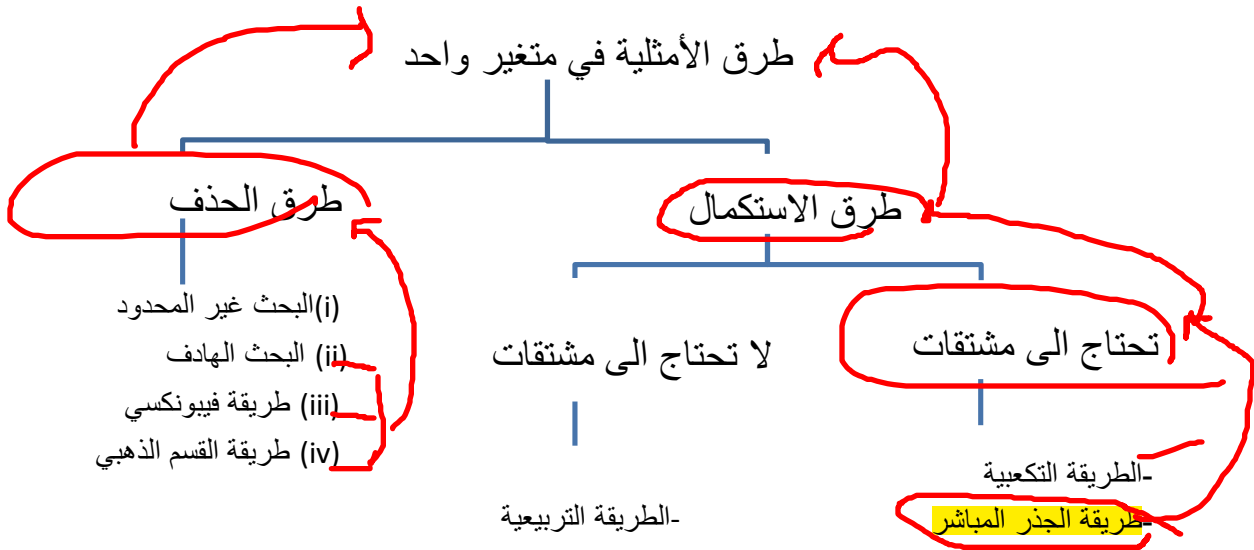 طرق الأمثلية في متغير واحد
طرق الاستكمال
طرق الحذف
تحتاج الى مشتقات
-الطريقة التكعبية
-طريقة الجذر المباشر
لا تحتاج الى مشتقات
-الطريقة التربيعية
(i)البحث غير المحدود
(ii) البحث الهادف
(iii) طريقة فيبونكسي
(iv) طريقة القسم الذهبي